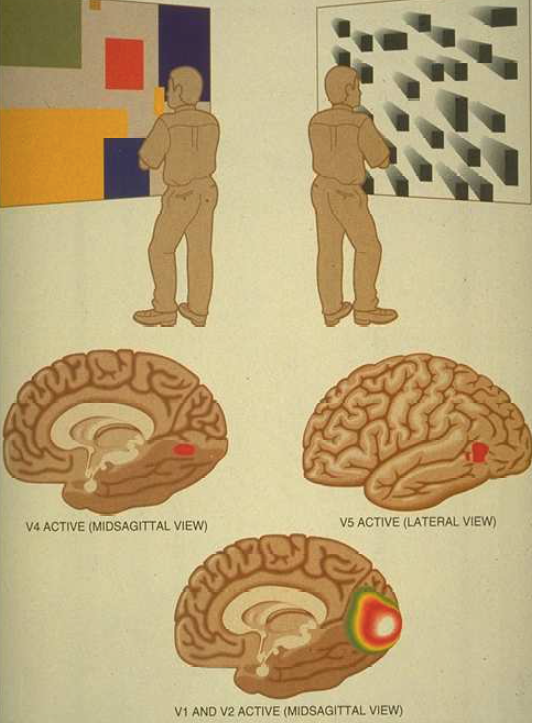 V4 ACTIVE (MIDSAGITTAL VIEW)
V5 ACTIVE (LATERAL VIEW)
V1 AND V2 ACTIVE (MIDSAGITTAL VIEW)